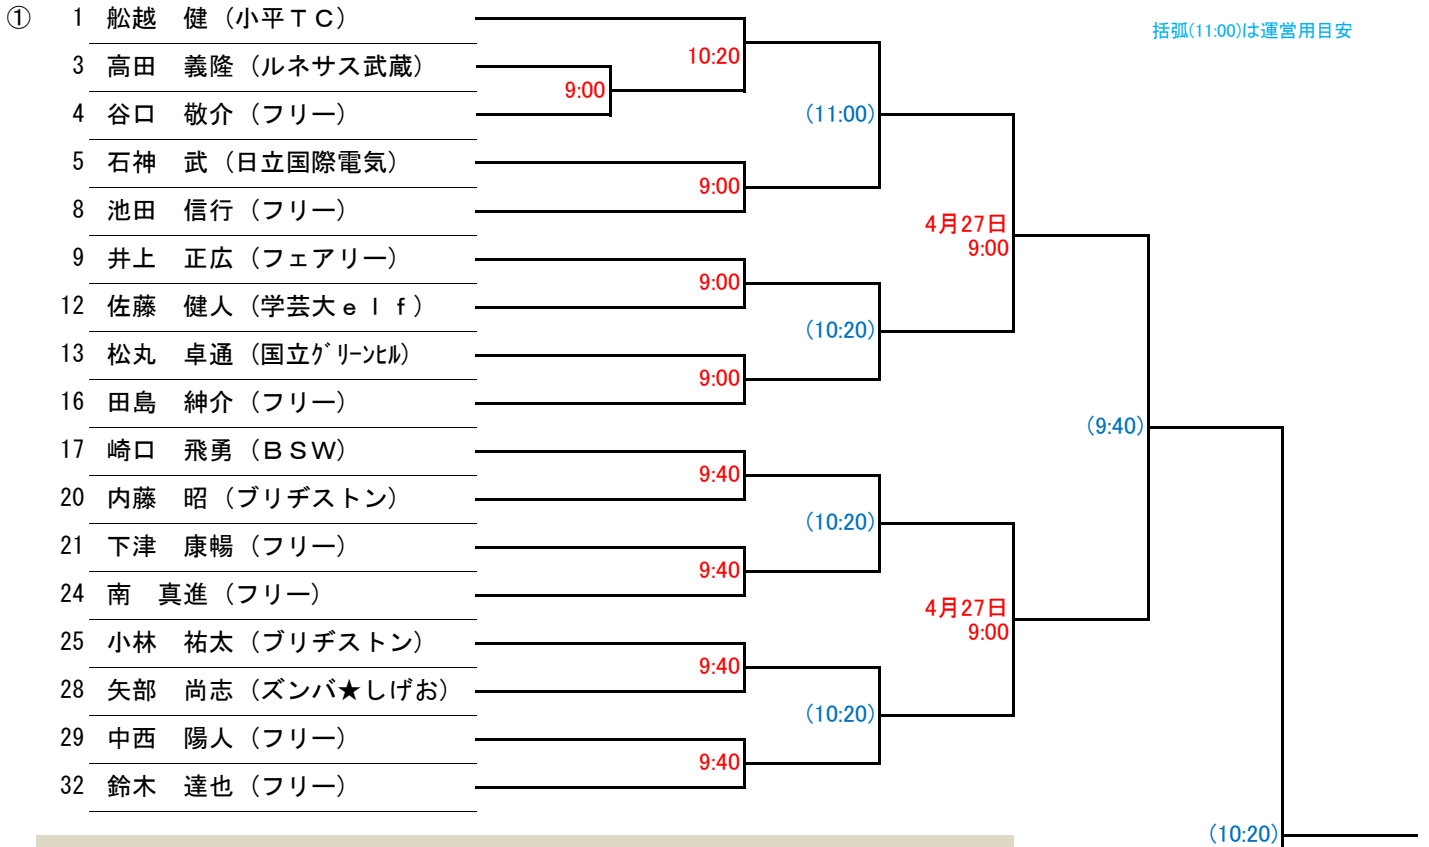 ① 1 舩越　健（小平ＴＣ）
括弧(11:00)は運営用目安
10:20
3 高田　義隆（ルネサス武蔵）
9:00
4 谷口　敬介（フリー）
(11:00)
5 石神　武（日立国際電気）
9:00
8 池田　信行（フリー）
4月27日
9:00
9 井上　正広（フェアリー）
9:00
12 佐藤　健人（学芸大ｅｌｆ）
(10:20)
13 松丸　卓通（国立ｸﾞﾘｰﾝﾋﾙ）
9:00
16 田島　紳介（フリー）
(9:40)
17 崎口　飛勇（ＢＳＷ）
9:40
20 内藤　昭（ブリヂストン）
(10:20)
21 下津　康暢（フリー）
9:40
24 南　真進（フリー）
4月27日
9:00
25 小林　祐太（ブリヂストン）
9:40
28 矢部　尚志（ズンバ★しげお）
(10:20)
29 中西　陽人（フリー）
9:40
32 鈴木　達也（フリー）
(10:20)